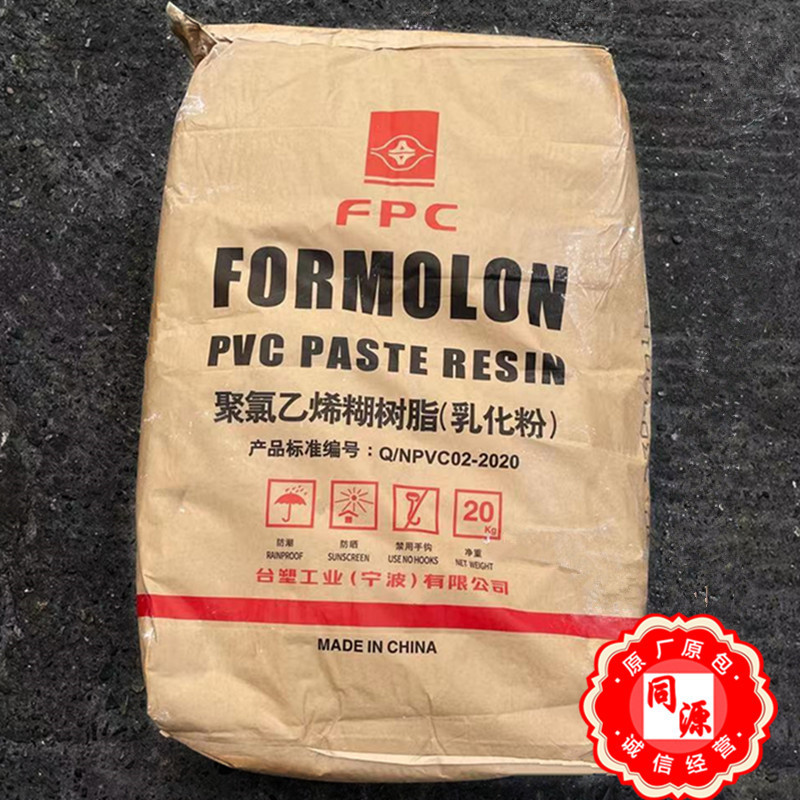 FPC
FORMOLON
PVC PASTE RESIN
聚氯乙烯糊树脂(乳化粉)
产品标准编号：Q/NPVC02-2020
20
Kg
防潮 防晒 禁用手钩 净重
RAINPROOF SUNSCREEN USE NO HOOKS NET WEIGHT
台塑工业(宁波)有限公司
MADE IN CHINA
原厂原包
同源
诚信经营